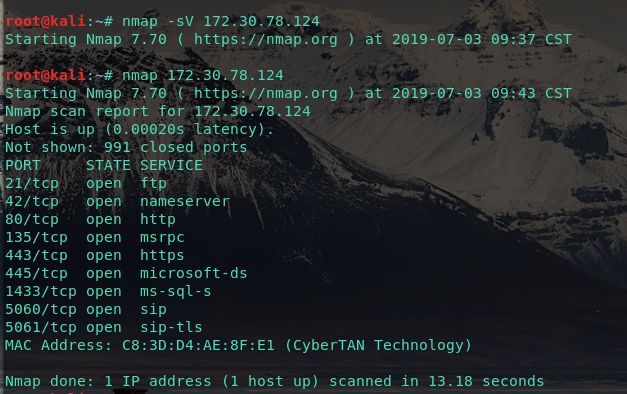 root@kali:~# nmap -sV 172.30.78.124
Starting Nmap 7.70 ( https://nmap.org ) at 2019-07-03 09:37 CST
root@kali:~# nmap 172.30.78.124
Starting Nmap 7.70 ( https://nmap.org ) at 2019-07-03 09:43 CST
Nmap scan report for 172.30.78.124
Host is up (0.00020s latency).
Not shown: 991 closed ports
PORT     STATE SERVICE
21/tcp   open  ftp
42/tcp   open  nameserver
80/tcp   open  http
135/tcp  open  msrpc
443/tcp  open  https
445/tcp  open  microsoft-ds
1433/tcp open  ms-sql-s
5060/tcp open  sip
5061/tcp open  sip-tls
MAC Address: C8:3D:D4:AE:8F:E1 (CyberTAN Technology)
Nmap done: 1 IP address (1 host up) scanned in 13.18 seconds